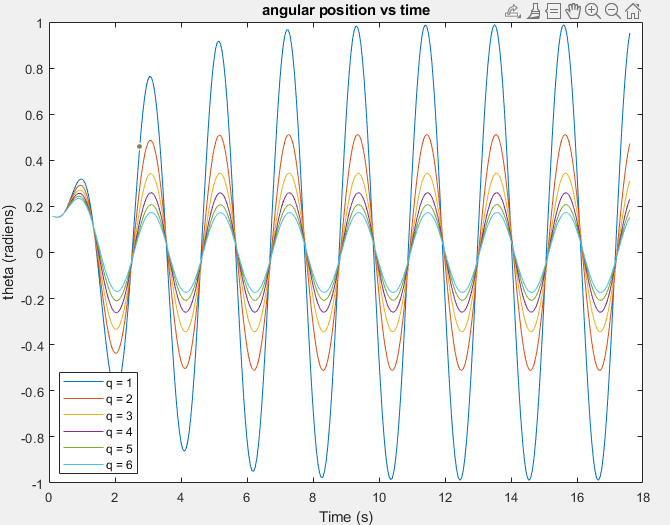 angular position vs time
1
0.8
0.6
0.4
0.2
0
-0.2
-0.4
-0.6
-0.8
-1
theta (radiens)
q = 1
q = 2
q = 3
q = 4
q = 5
q = 6
0 2 4 6 8 10 12 14 16 18
Time (s)